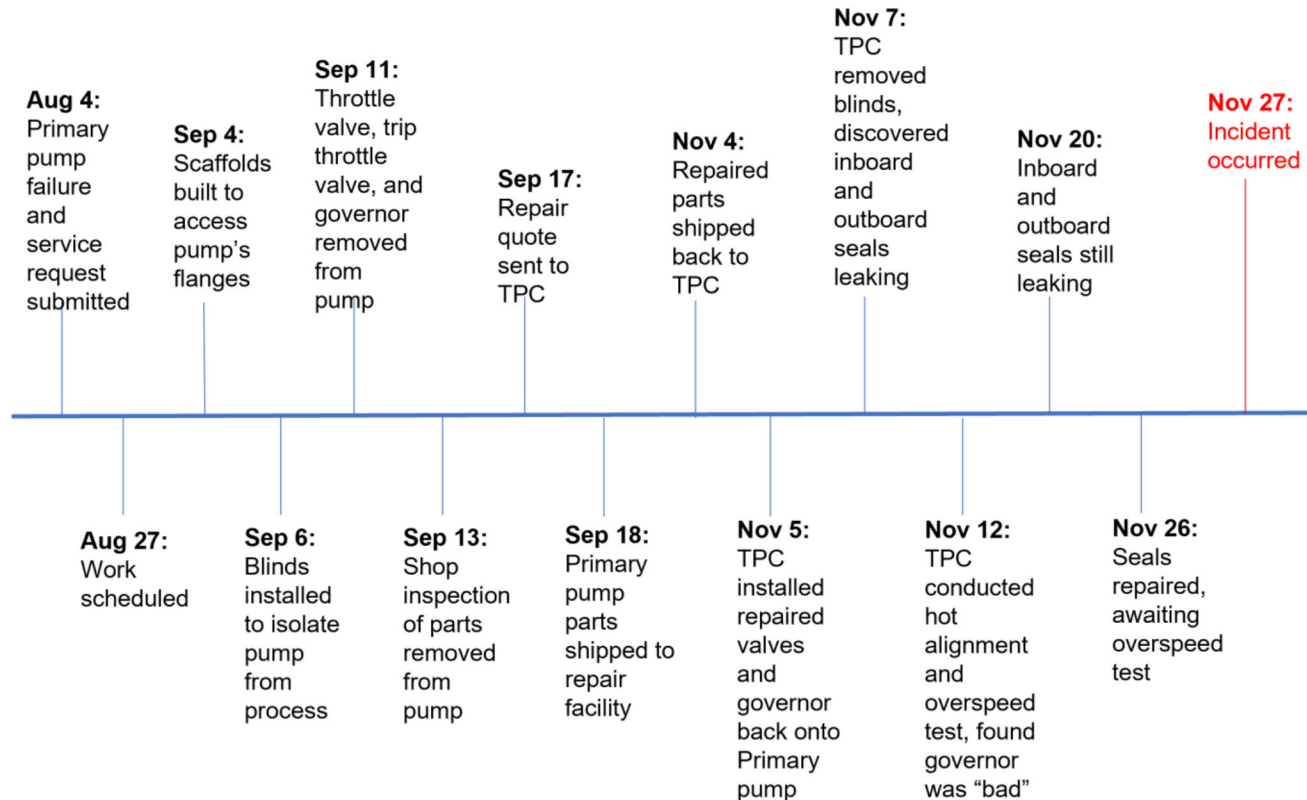 Aug 4:
Primary
pump
failure
and
service
request
submitted
Aug 27:
Work
scheduled
Sep 4:
Scaffolds
built to
access
pump's
flanges
Sep 6:
Blinds
installed
to isolate
pump
from
process
Sep 11:
Throttle
valve, trip
throttle
valve, and
governor
removed
from
pump
Sep 13:
Shop
inspection
of parts
removed
from
pump
Sep 17:
Repair
quote
sent to
TPC
Sep 18:
Primary
pump
parts
shipped to
repair
facility
Nov 4:
Repaired
parts
shipped
back to
TPC
Nov 5:
TPC
installed
repaired
valves
and
governor
back onto
Primary
pump
Nov 7:
TPC
removed
blinds,
discovered
inboard
and
outboard
seals
leaking
Nov 12:
TPC
conducted
hot
alignment
and
overspeed
test, found
governor
was “bad”
Nov 20:
Inboard
and
outboard
seals still
leaking
Nov 26:
Seals
repaired,
awaiting
overspeed
test
Nov 27:
Incident
occurred